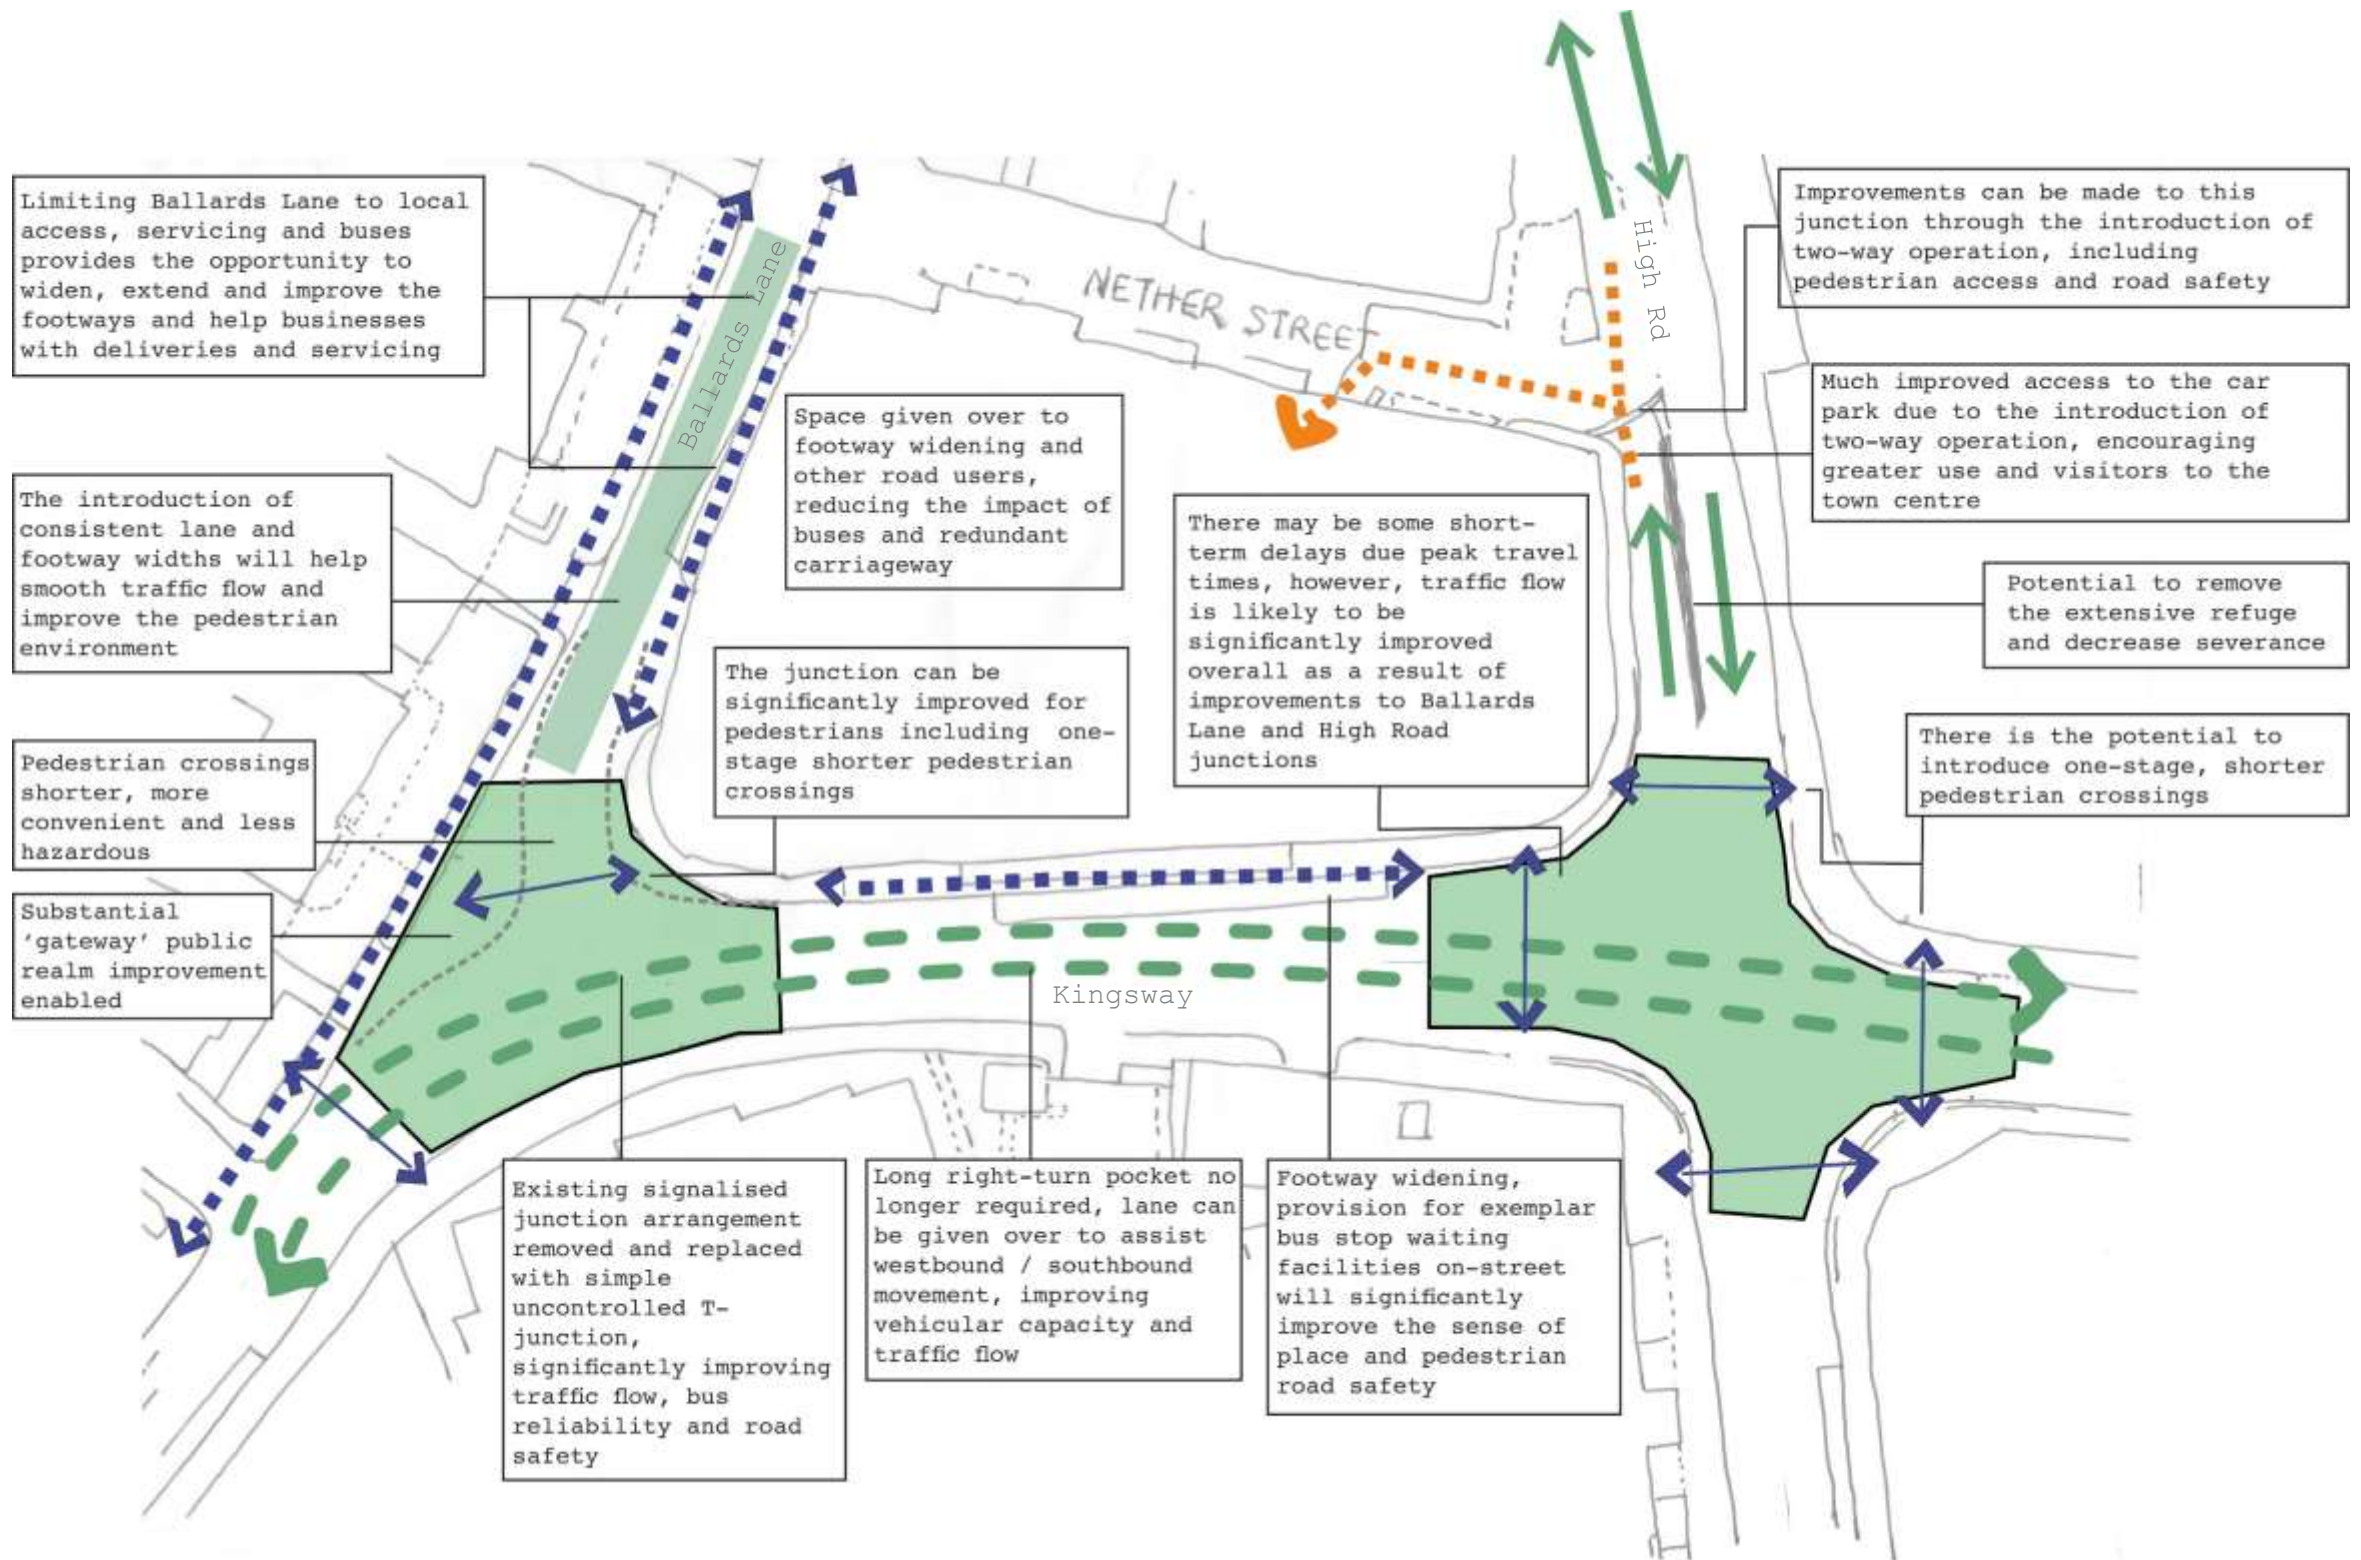 Limiting Ballards Lane to local
access, servicing and buses
provides the opportunity to
widen, extend and improve the
footways and help businesses
with deliveries and servicing
The introduction of
consistent lane and
footway widths will help
smooth traffic flow and
improve the pedestrian
environment
Pedestrian crossings
shorter, more
convenient and less
hazardous
Substantial
‘gateway’ public
realm improvement
enabled
Ballards Lane
Space given over to
footway widening and
other road users,
reducing the impact of
buses and redundant
carriageway
The junction can be
significantly improved for
pedestrians including one-
stage shorter pedestrian
crossings
NETHER STREET
High Rd
There may be some short-
term delays due peak travel
times, however, traffic flow
is likely to be
significantly improved
overall as a result of
improvements to Ballards
Lane and High Road
junctions
Improvements can be made to this
junction through the introduction of
two-way operation, including
pedestrian access and road safety
Much improved access to the car
park due to the introduction of
two-way operation, encouraging
greater use and visitors to the
town centre
Potential to remove
the extensive refuge
and decrease severance
There is the potential to
introduce one-stage, shorter
pedestrian crossings
Kingsway
Existing signalised
junction arrangement
removed and replaced
with simple
uncontrolled T-
junction,
significantly improving
traffic flow, bus
reliability and road
safety
Long right-turn pocket no
longer required, lane can
be given over to assist
westbound / southbound
movement, improving
vehicular capacity and
traffic flow
Footway widening,
provision for exemplar
bus stop waiting
facilities on-street
will significantly
improve the sense of
place and pedestrian
road safety